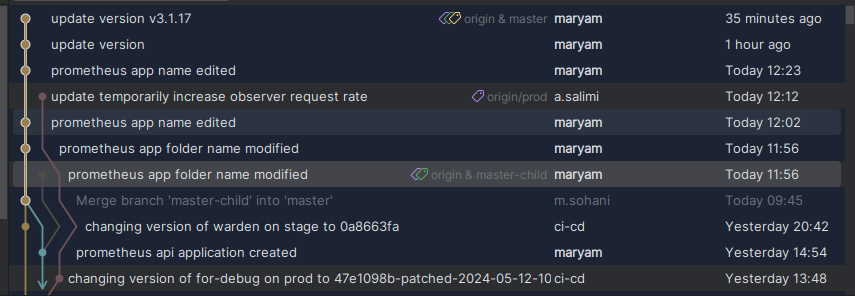 update version v3.1.17 origin & master maryam 35 minutes ago
update version maryam 1 hour ago
prometheus app name edited maryam Today 12:23
update temporarily increase observer request rate origin/prod a.salimi Today 12:12
prometheus app name edited maryam Today 12:02
prometheus app folder name modified maryam Today 11:56
prometheus app folder name modified origin & master-child maryam Today 11:56
Merge branch 'master-child' into 'master' m.sohani Today 09:45
changing version of warden on stage to 0a8663fa ci-cd Yesterday 20:42
prometheus api application created maryam Yesterday 14:54
changing version of for-debug on prod to 47e1098b-patched-2024-05-12-10 ci-cd Yesterday 13:48